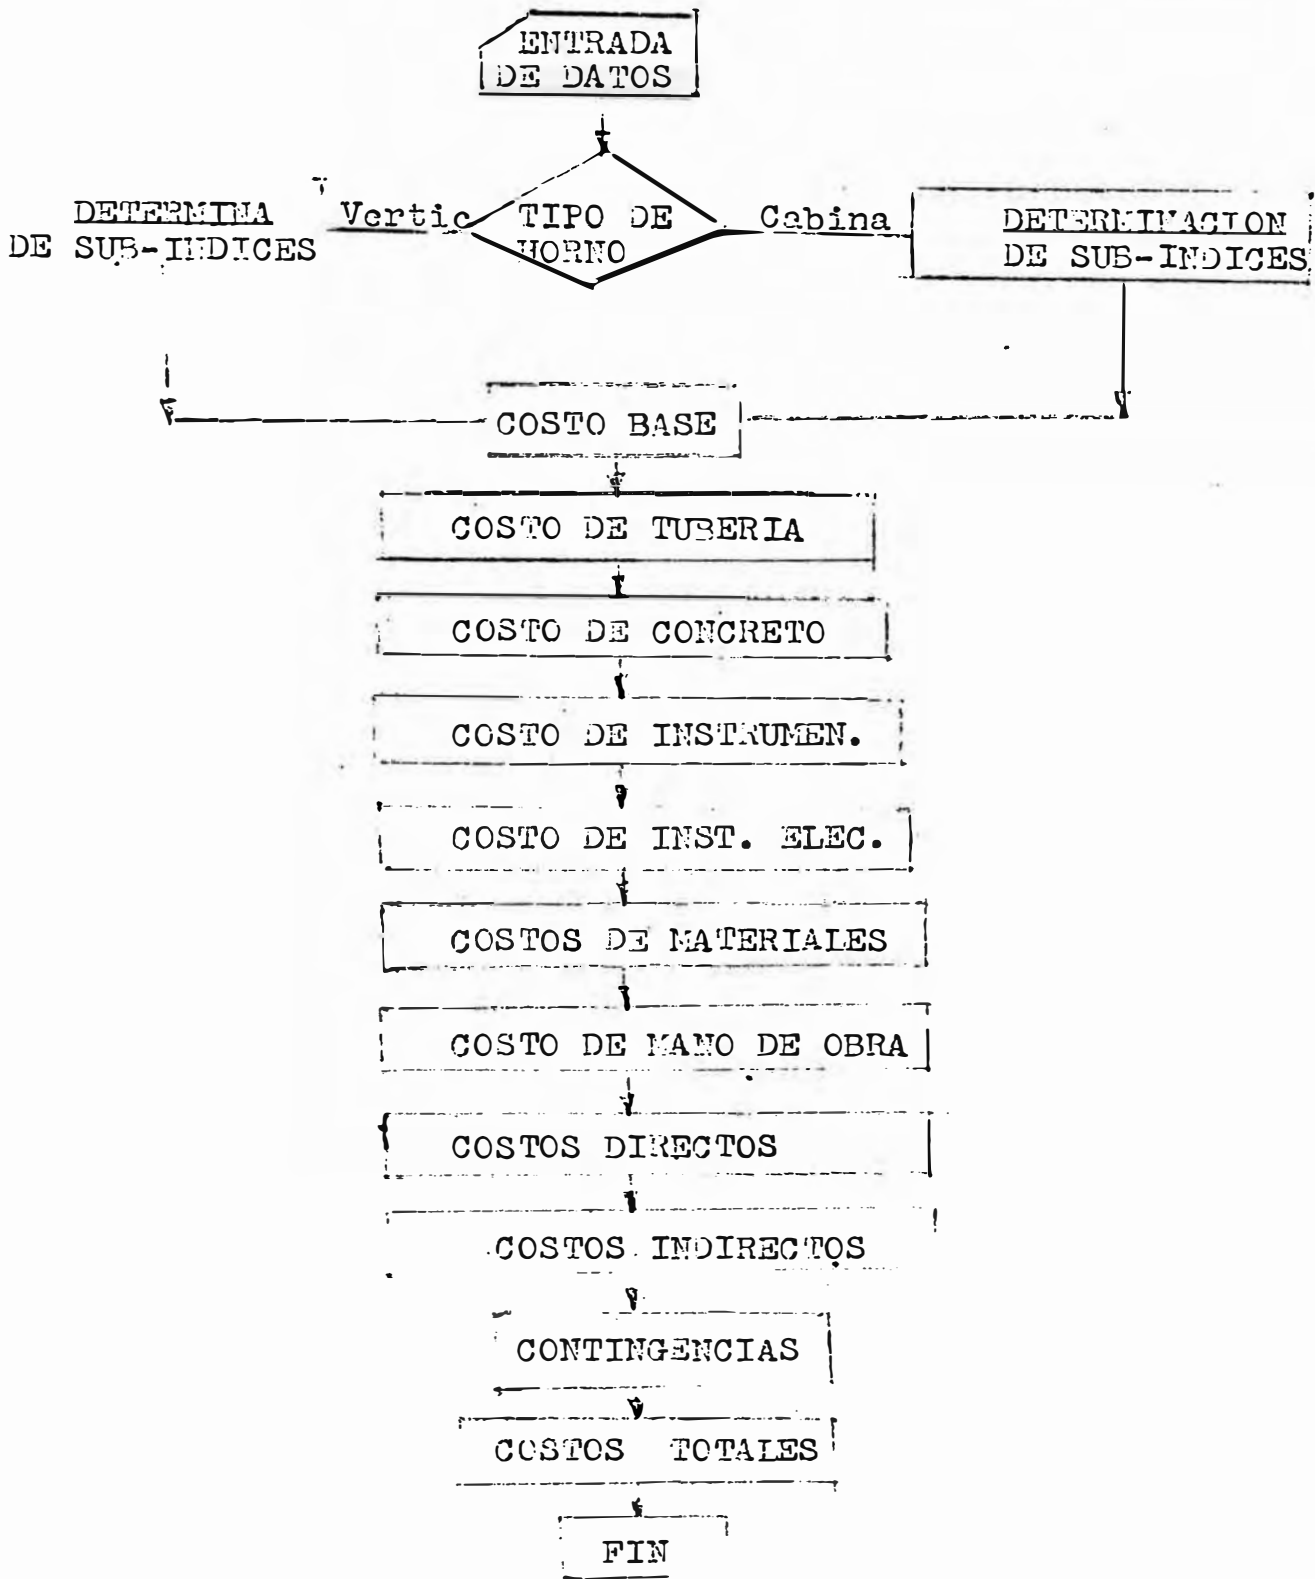 ENTRADA
DE DATOS
DETERMINA
DE SUB-INDICES
Vertic
TIPO DE
HORNO
Cabina
DETERMINACION
DE SUB-INDICES
COSTO BASE
COSTO DE TUBERIA
COSTO DE CONCRETO
COSTO DE INSTRUMEN.
COSTO DE INST. ELEC.
COSTOS DE MATERIALES
COSTO DE MANO DE OBRA
COSTOS DIRECTOS
COSTOS INDIRECTOS
CONTINGENCIAS
COSTOS TOTALES
FIN